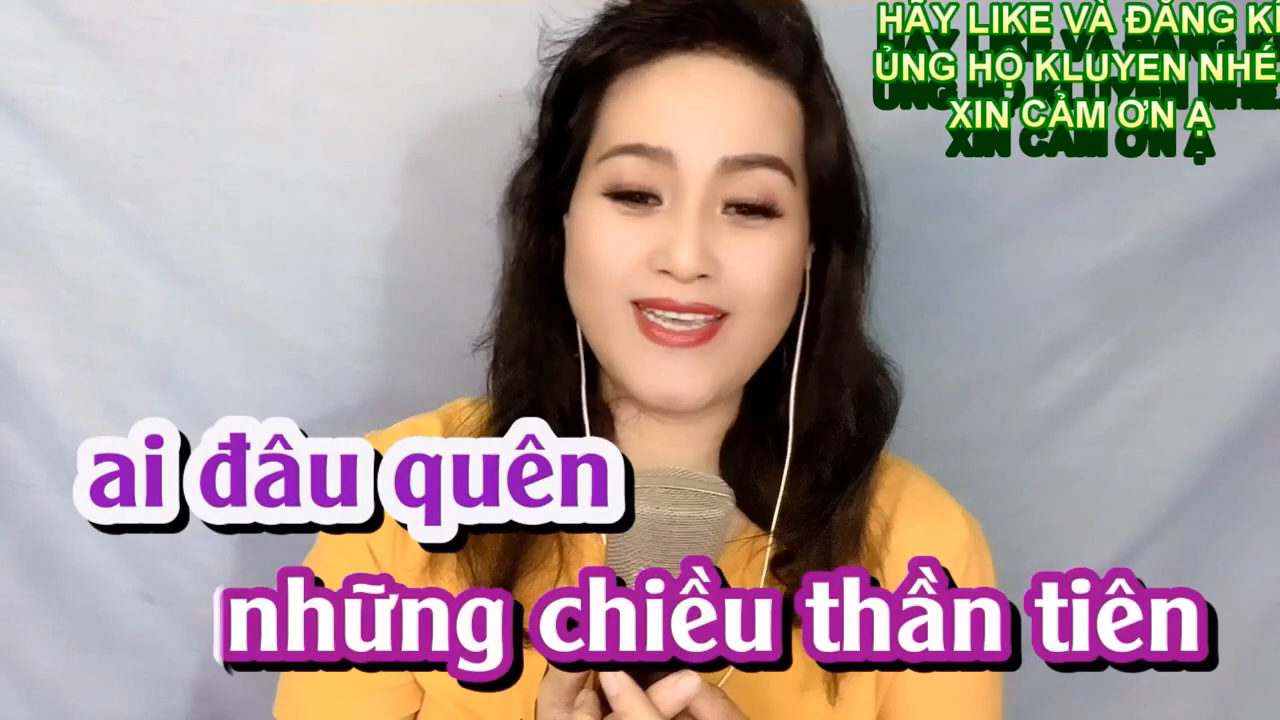 HÃY LIKE VÀ ĐĂNG KÍ
ỦNG HỘ KLUYEN NHÉ
XIN CẢM ƠN Ạ
ai đâu quên
những chiều thần tiên